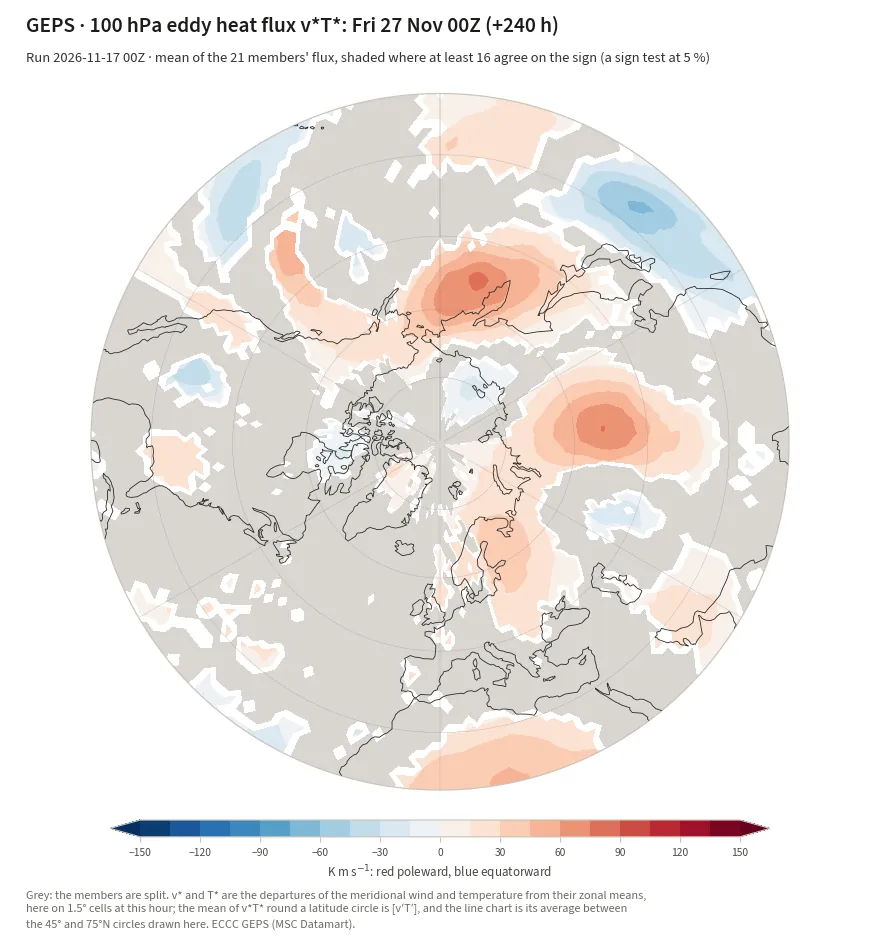 GEPS · 100 hPa eddy heat flux v*T*: Fri 27 Nov 00Z (+240 h)
Run 2026-11-17 00Z · mean of the 21 members' flux, shaded where at least 16 agree on the sign (a sign test at 5 %)
−150 −120 −90 −60 −30 0 30 60 90 120 150
K m s⁻¹: red poleward, blue equatorward
Grey: the members are split. v* and T* are the departures of the meridional wind and temperature from their zonal means,
here on 1.5° cells at this hour; the mean of v*T* round a latitude circle is [v'T'], and the line chart is its average between
the 45° and 75°N circles drawn here. ECCC GEPS (MSC Datamart).